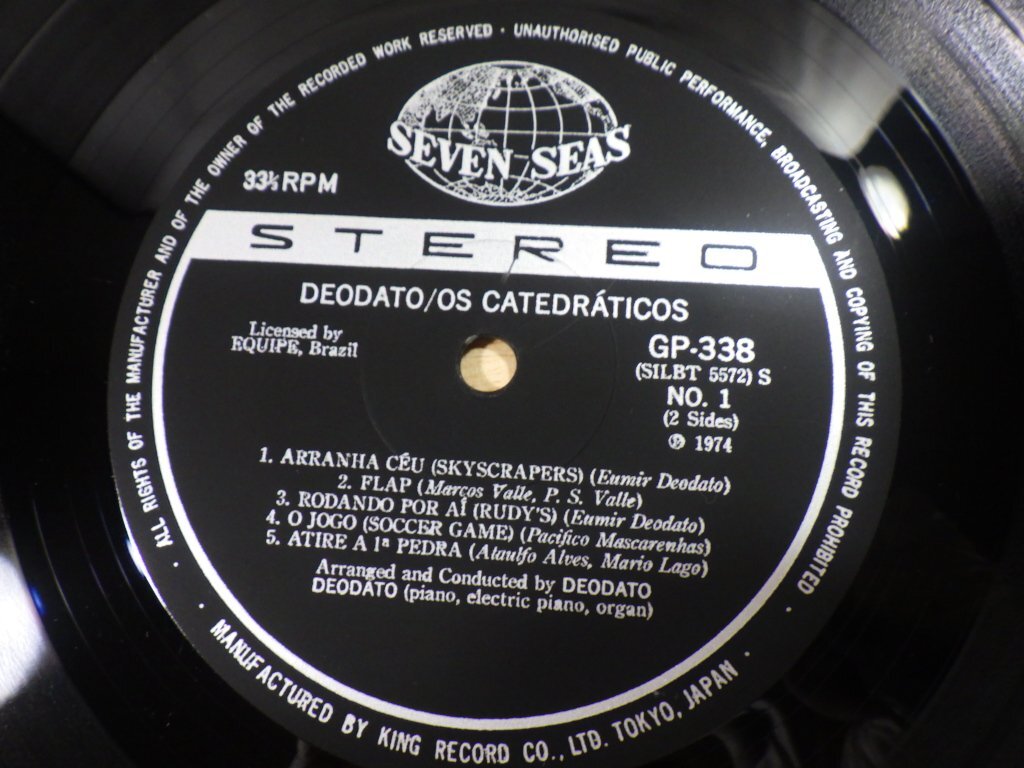 ALL RIGHTS OF THE MANUFACTURER AND OF THE OWNER OF THE RECORDED WORK RESERVED · UNAUTHORISED PUBLIC PERFORMANCE, BROADCASTING AND COPYING OF THIS RECORD PROHIBITED ·
SEVEN SEAS
33⅓ RPM
STEREO
DEODATO/OS CATEDRÁTICOS
Licensed by
EQUIPE, Brazil
GP-338
(SILBT 5572) S
NO. 1
(2 Sides)
Ⓟ 1974
1. ARRANHA CÉU (SKYSCRAPERS) (Eumir Deodato)
2. FLAP (Marcos Valle, P. S. Valle)
3. RODANDO POR AÍ (RUDY'S) (Eumir Deodato)
4. O JOGO (SOCCER GAME) (Pacifico Mascarenhas)
5. ATIRE A 1ª PEDRA (Ataulfo Alves, Mario Lago)
Arranged and Conducted by DEODATO
DEODATO (piano, electric piano, organ)
· MANUFACTURED BY KING RECORD CO., LTD. TOKYO, JAPAN ·